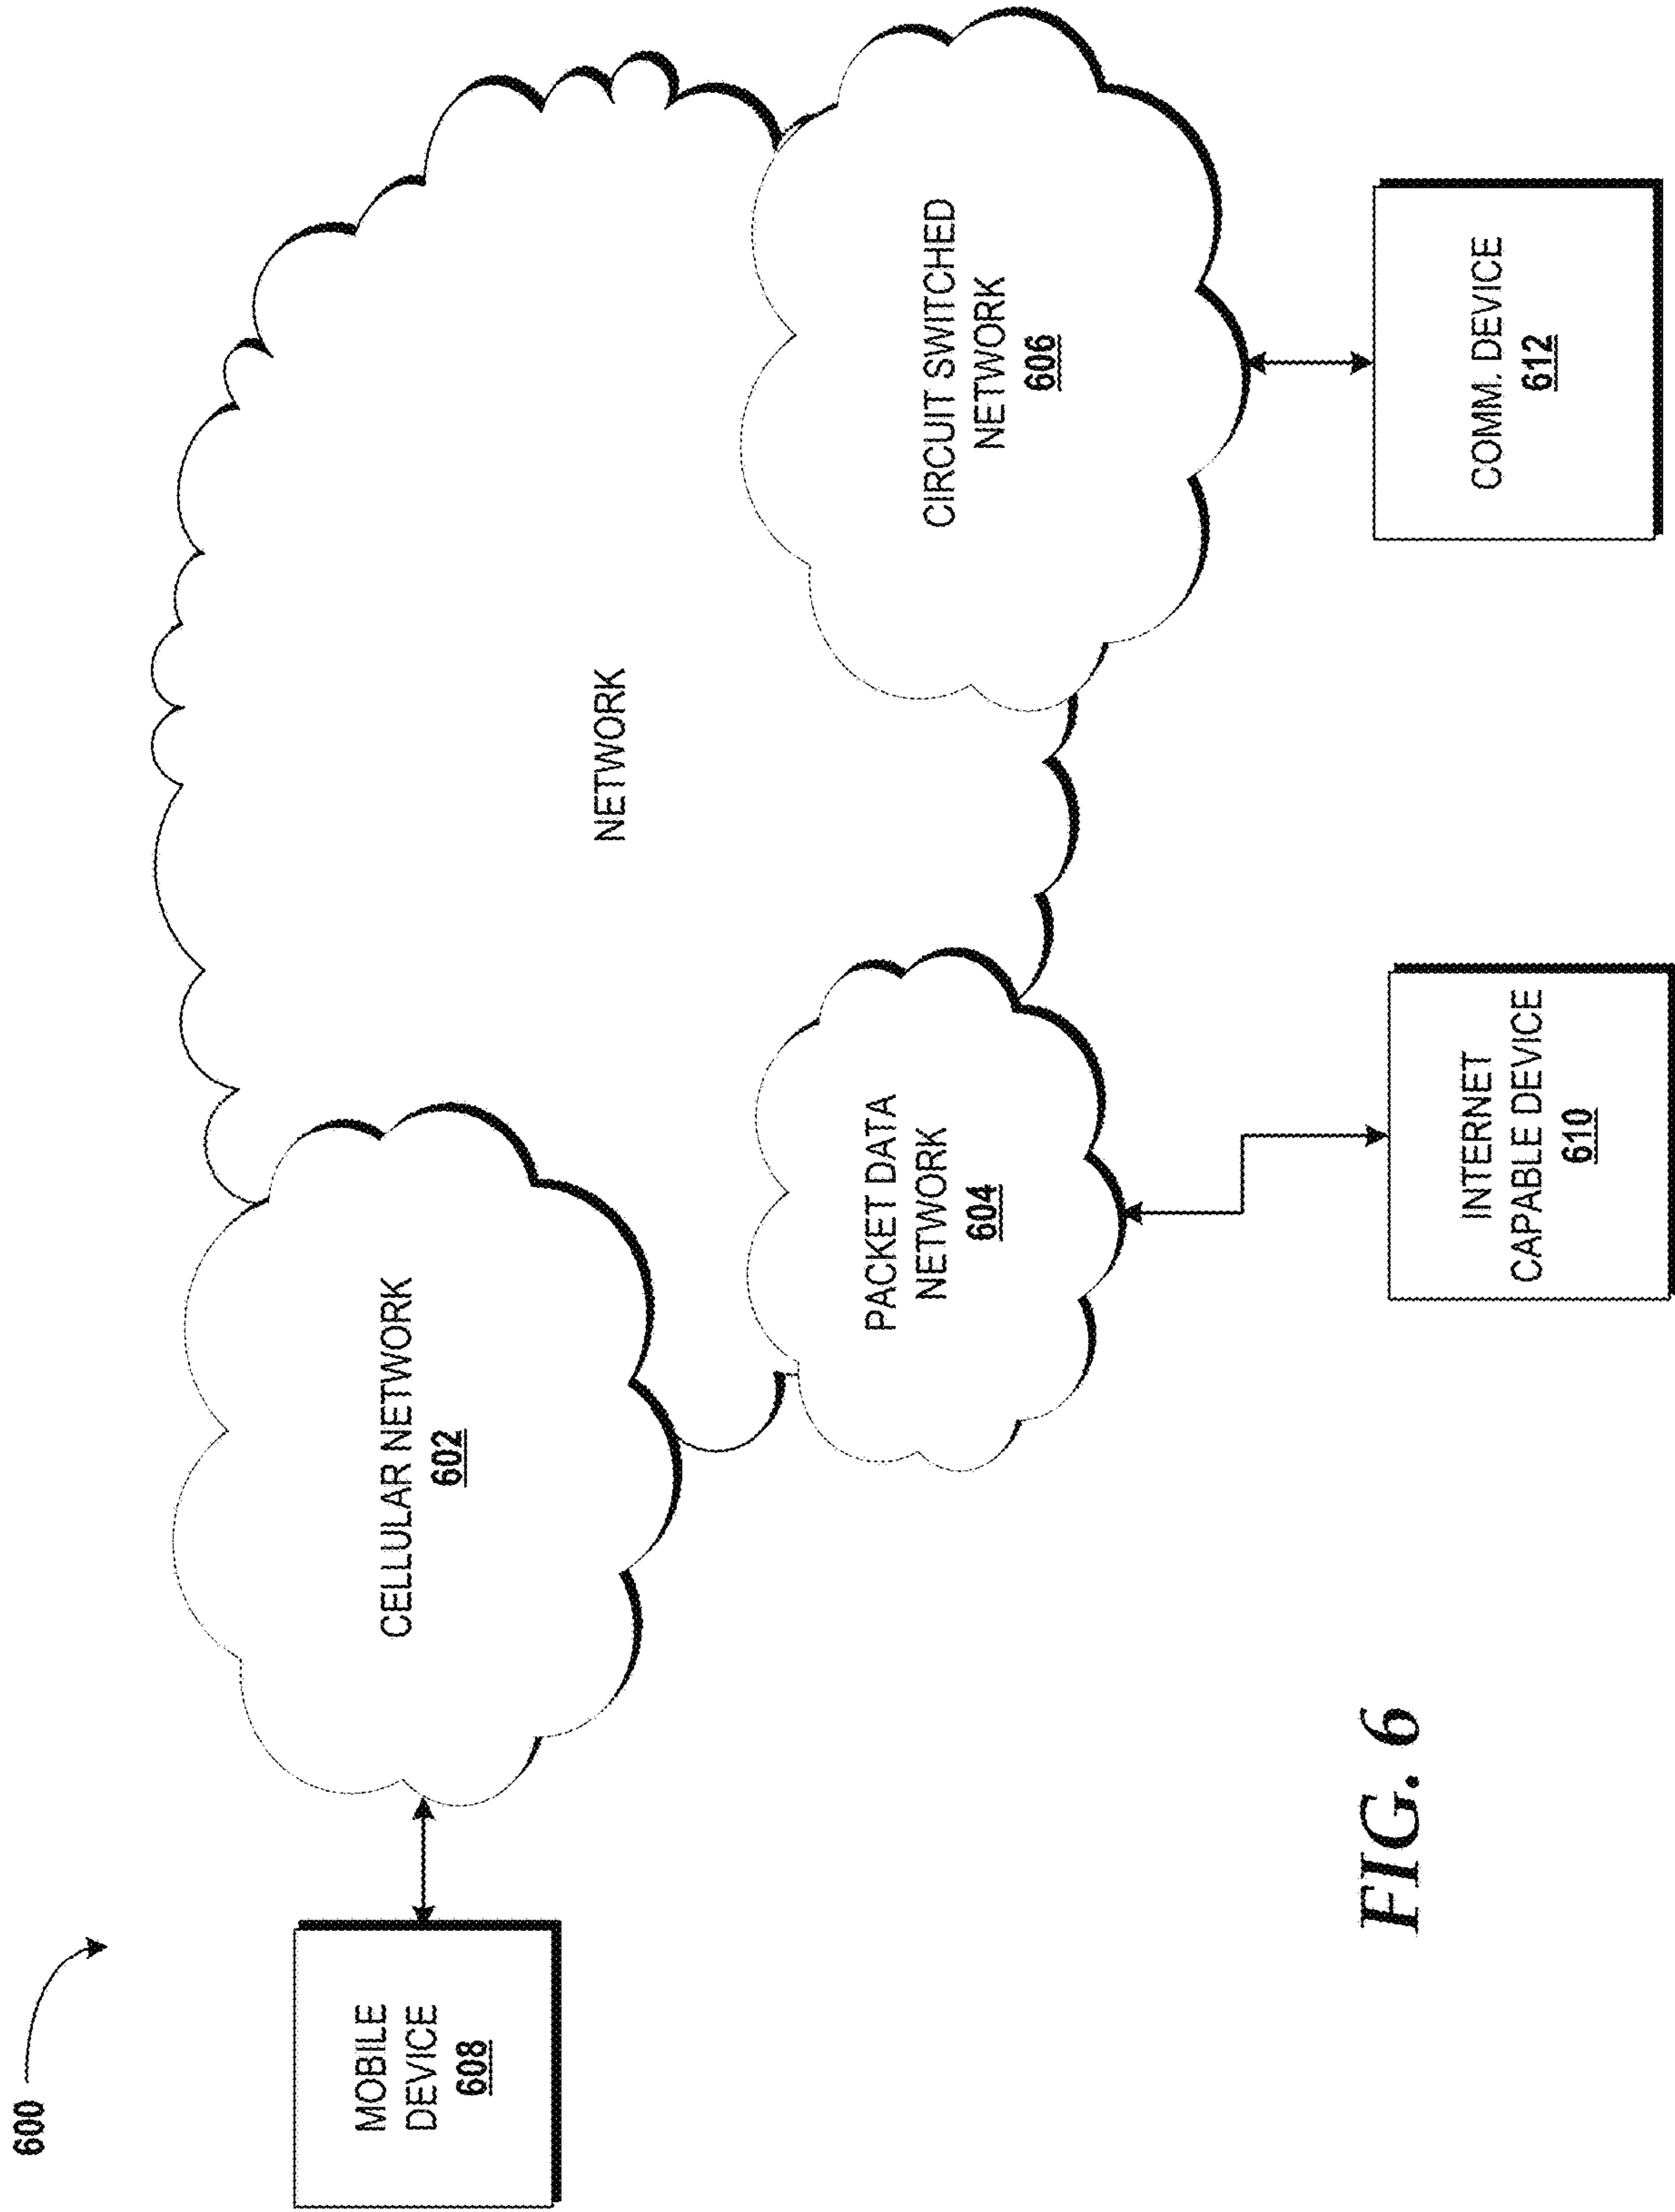 600
MOBILE
DEVICE
608
CELLULAR NETWORK
602
NETWORK
PACKET DATA
NETWORK
604
CIRCUIT SWITCHED
NETWORK
606
INTERNET
CAPABLE DEVICE
610
COMM. DEVICE
612
FIG. 6